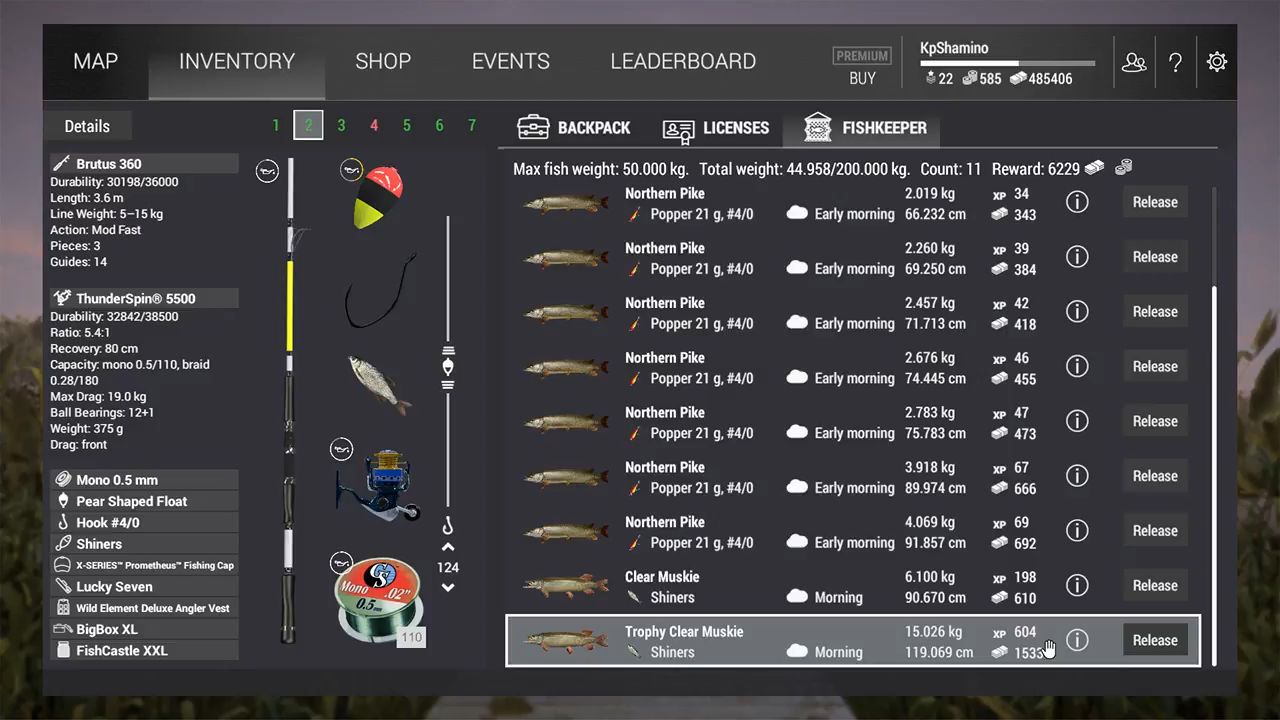 MAP
INVENTORY
SHOP
EVENTS
LEADERBOARD
PREMIUM
BUY
KpShamino
22 585 485406
?
Details
1 2 3 4 5 6 7
BACKPACK
LICENSES
FISHKEEPER
Brutus 360
Durability: 30198/36000
Length: 3.6 m
Line Weight: 5–15 kg
Action: Mod Fast
Pieces: 3
Guides: 14
ThunderSpin® 5500
Durability: 32842/38500
Ratio: 5.4:1
Recovery: 80 cm
Capacity: mono 0.5/110, braid
0.28/180
Max Drag: 19.0 kg
Ball Bearings: 12+1
Weight: 375 g
Drag: front
Mono 0.5 mm
Pear Shaped Float
Hook #4/0
Shiners
X-SERIES™ Prometheus™ Fishing Cap
Lucky Seven
Wild Element Deluxe Angler Vest
BigBox XL
FishCastle XXL
Mono .02"
0.5mm
110
124
Max fish weight: 50.000 kg. Total weight: 44.958/200.000 kg. Count: 11 Reward: 6229
Northern Pike 2.019 kg XP 34
Popper 21 g, #4/0 Early morning 66.232 cm 343 Release
Northern Pike 2.260 kg XP 39
Popper 21 g, #4/0 Early morning 69.250 cm 384 Release
Northern Pike 2.457 kg XP 42
Popper 21 g, #4/0 Early morning 71.713 cm 418 Release
Northern Pike 2.676 kg XP 46
Popper 21 g, #4/0 Early morning 74.445 cm 455 Release
Northern Pike 2.783 kg XP 47
Popper 21 g, #4/0 Early morning 75.783 cm 473 Release
Northern Pike 3.918 kg XP 67
Popper 21 g, #4/0 Early morning 89.974 cm 666 Release
Northern Pike 4.069 kg XP 69
Popper 21 g, #4/0 Early morning 91.857 cm 692 Release
Clear Muskie 6.100 kg XP 198
Shiners Morning 90.670 cm 610 Release
Trophy Clear Muskie 15.026 kg XP 604
Shiners Morning 119.069 cm 1533 Release